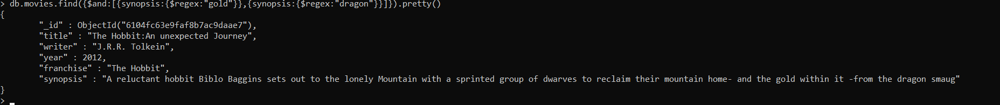 > db.movies.find({$and:[{synopsis:{$regex:"gold"}},{synopsis:{$regex:"dragon"}}]}).pretty()
{
"_id" : ObjectId("6104fc63e9faf8b7ac9daae7"),
"title" : "The Hobbit:An unexpected Journey",
"writer" : "J.R.R. Tolkein",
"year" : 2012,
"franchise" : "The Hobbit",
"synopsis" : "A reluctant hobbit Biblo Baggins sets out to the lonely Mountain with a sprinted group of dwarves to reclaim their mountain home- and the gold within it -from the dragon smaug"
}
>